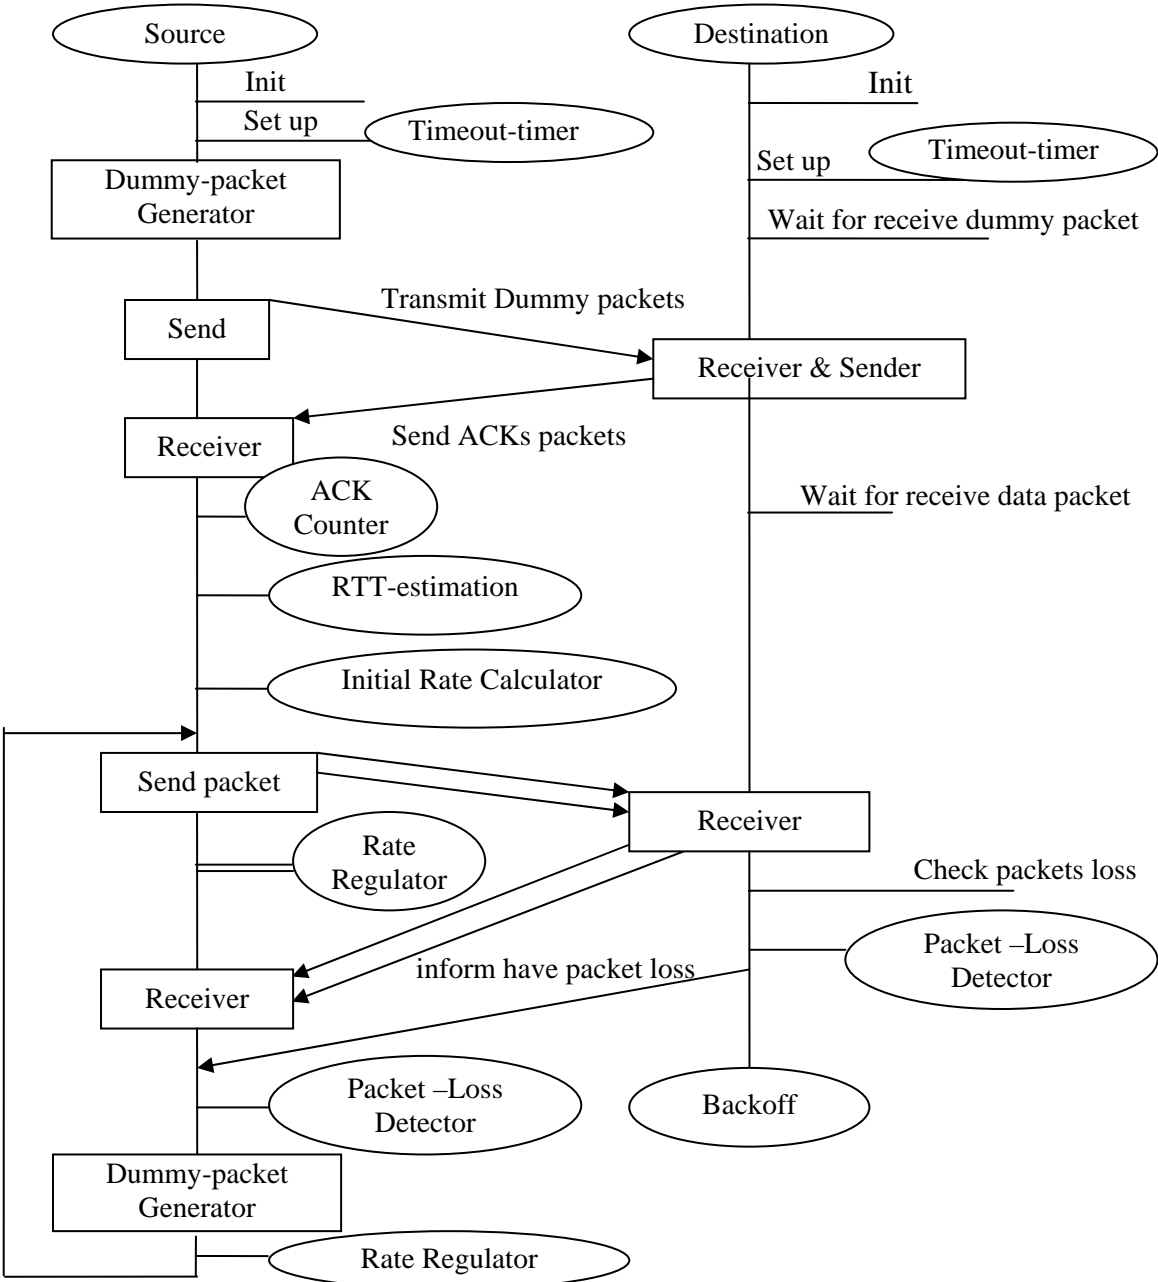 Source
Destination
Init
Init
Set up
Timeout-timer
Timeout-timer
Set up
Dummy-packet
Generator
Wait for receive dummy packet
Transmit Dummy packets
Send
Receiver & Sender
Receiver
Send ACKs packets
ACK
Counter
Wait for receive data packet
RTT-estimation
Initial Rate Calculator
Send packet
Receiver
Rate
Regulator
Check packets loss
Packet –Loss
Detector
inform have packet loss
Receiver
Packet –Loss
Detector
Backoff
Dummy-packet
Generator
Rate Regulator